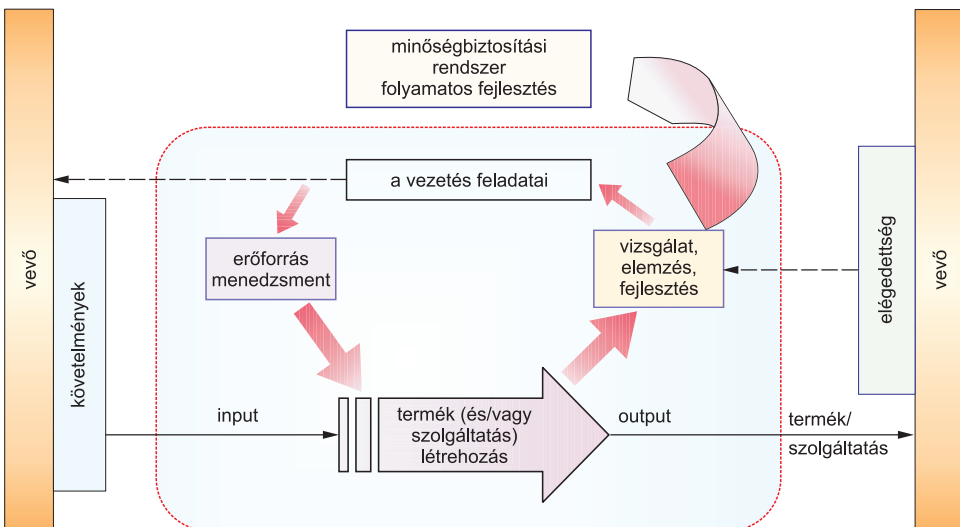 minőségbiztosítási
rendszer
folyamatos fejlesztés
a vezetés feladatai
vevő
követelmények
erőforrás
menedzsment
vizsgálat,
elemzés,
fejlesztés
elégedettség
vevő
input
termék (és/vagy
szolgáltatás)
létrehozás
output
termék/
szolgáltatás